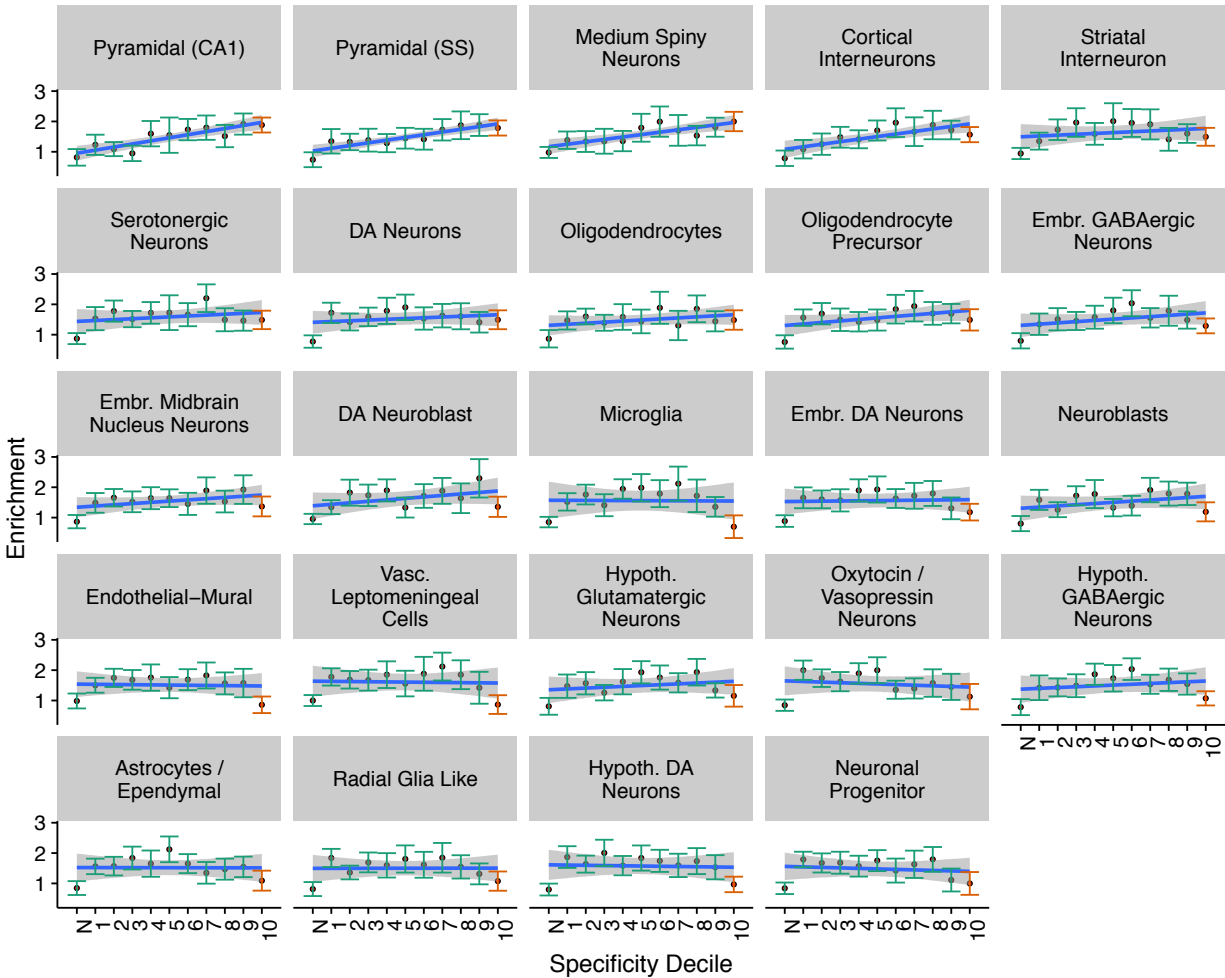 Pyramidal (CA1)
Pyramidal (SS)
Medium Spiny
Neurons
Cortical
Interneurons
Striatal
Interneuron
3
2
1
Serotonergic
Neurons
DA Neurons
Oligodendrocytes
Oligodendrocyte
Precursor
Embr. GABAergic
Neurons
3
2
1
Embr. Midbrain
Nucleus Neurons
DA Neuroblast
Microglia
Embr. DA Neurons
Neuroblasts
3
2
1
Enrichment
Endothelial−Mural
Vasc.
Leptomeningeal
Cells
Hypoth.
Glutamatergic
Neurons
Oxytocin /
Vasopressin
Neurons
Hypoth.
GABAergic
Neurons
3
2
1
N 1 2 3 4 5 6 7 8 9 10
Astrocytes /
Ependymal
Radial Glia Like
Hypoth. DA
Neurons
Neuronal
Progenitor
3
2
1
N 1 2 3 4 5 6 7 8 9 10
N 1 2 3 4 5 6 7 8 9 10
N 1 2 3 4 5 6 7 8 9 10
N 1 2 3 4 5 6 7 8 9 10
Specificity Decile